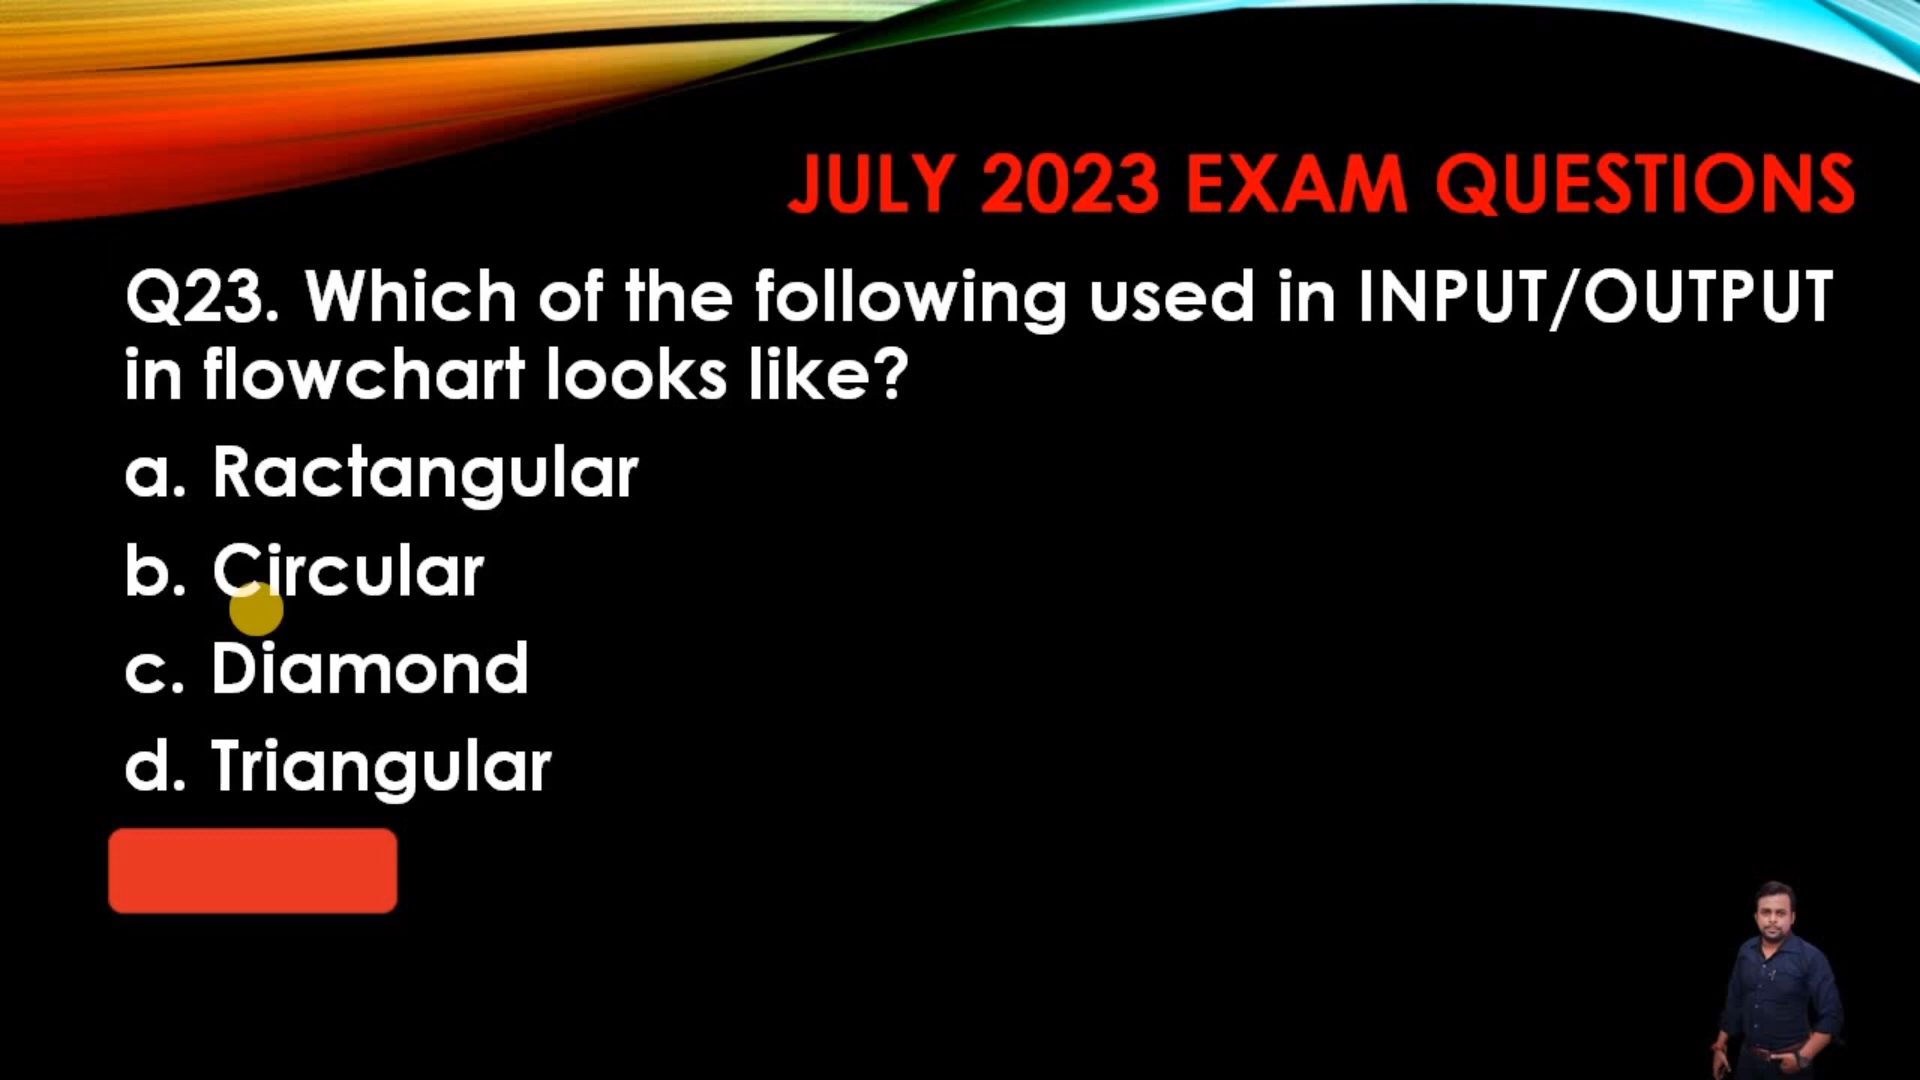 JULY 2023 EXAM QUESTIONS
Q23. Which of the following used in INPUT/OUTPUT
in flowchart looks like?
a. Ractangular
b. Circular
c. Diamond
d. Triangular